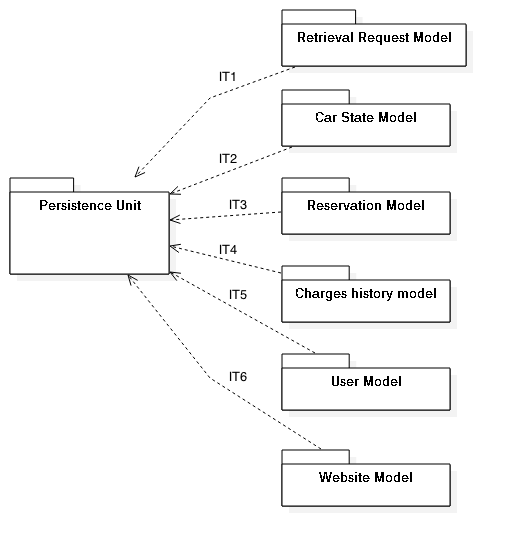 Retrieval Request Model
IT1
Car State Model
IT2
Persistence Unit
IT3
Reservation Model
IT4
Charges history model
IT5
User Model
IT6
Website Model